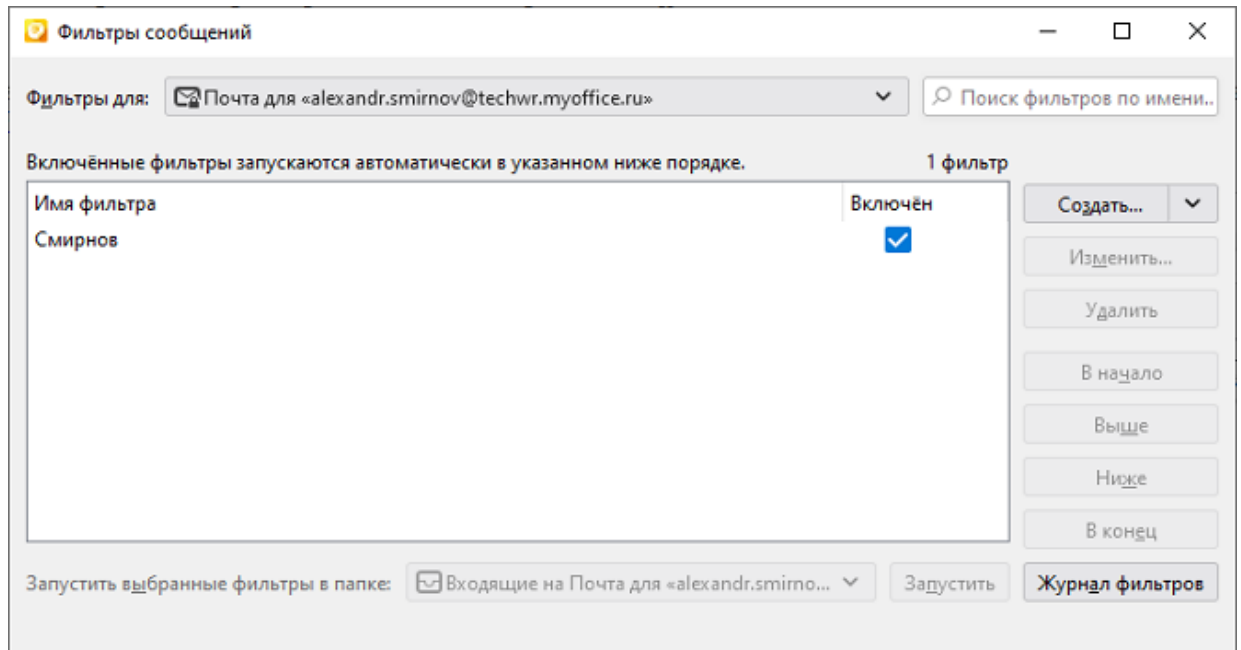 Фильтры сообщений
Фильтры для: Почта для «alexandr.smirnov@techwr.myoffice.ru»
Поиск фильтров по имени..
Включённые фильтры запускаются автоматически в указанном ниже порядке. 1 фильтр
Имя фильтра Включён
Смирнов
Создать...
Изменить...
Удалить
В начало
Выше
Ниже
В конец
Запустить выбранные фильтры в папке: Входящие на Почта для «alexandr.smirno... Запустить Журнал фильтров